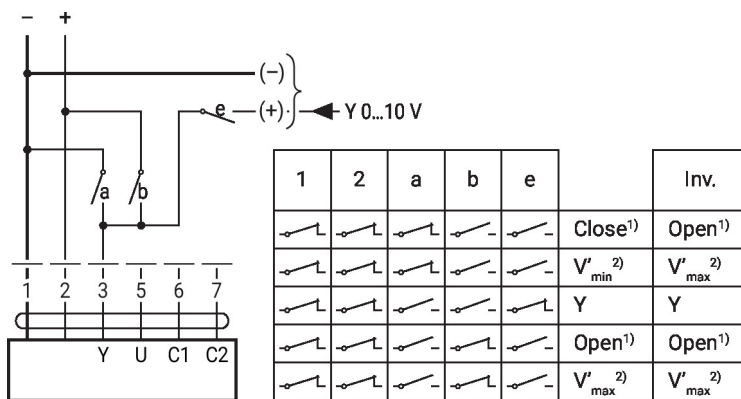 − +
(−)
e (+) Y 0...10 V
a b
1 2 3 5 6 7
Y U C1 C2
1 2 a b e Inv.
Close¹⁾ Open¹⁾
V'min²⁾ V'max²⁾
Y Y
Open¹⁾ Open¹⁾
V'max²⁾ V'max²⁾